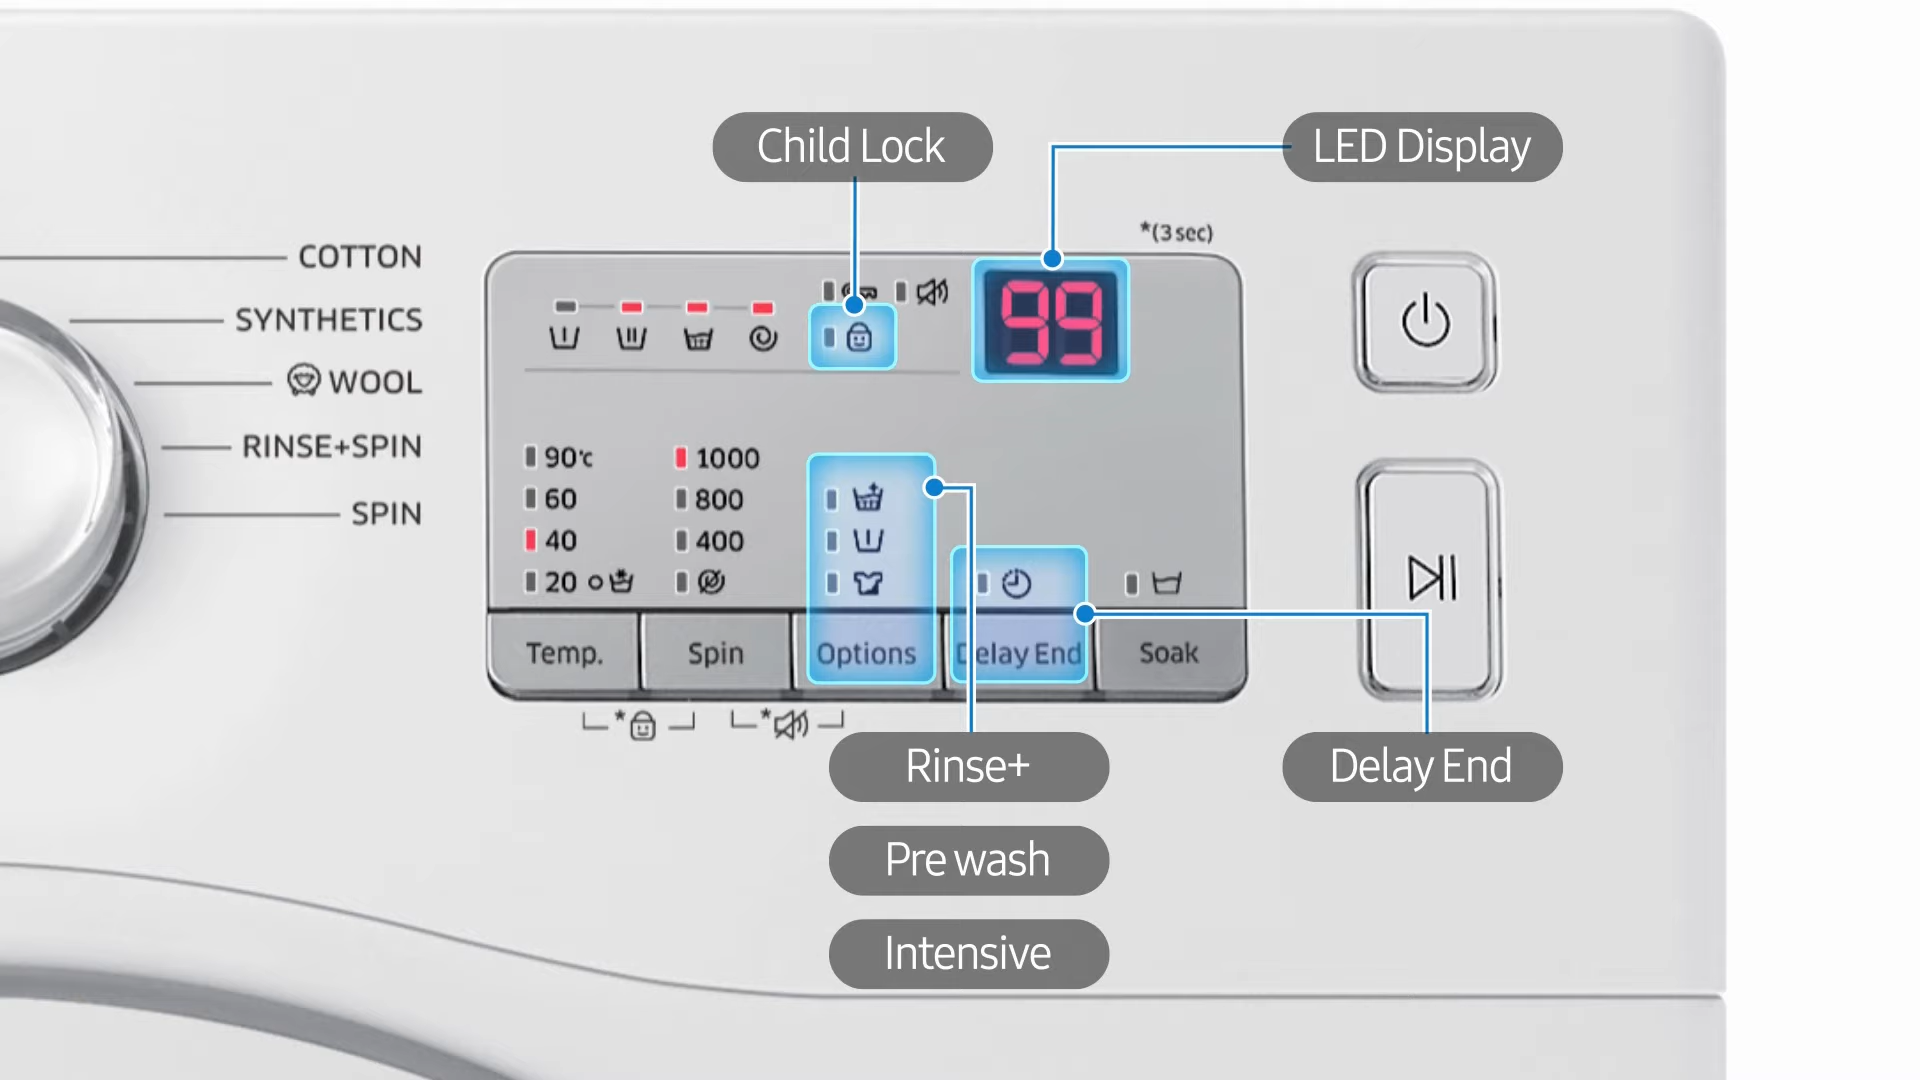 Child Lock
LED Display
*(3 sec)
COTTON
SYNTHETICS
WOOL
RINSE+SPIN
SPIN
99
90℃
60
40
20
1000
800
400
Temp.
Spin
Options
Delay End
Soak
*
*
Rinse+
Delay End
Pre wash
Intensive